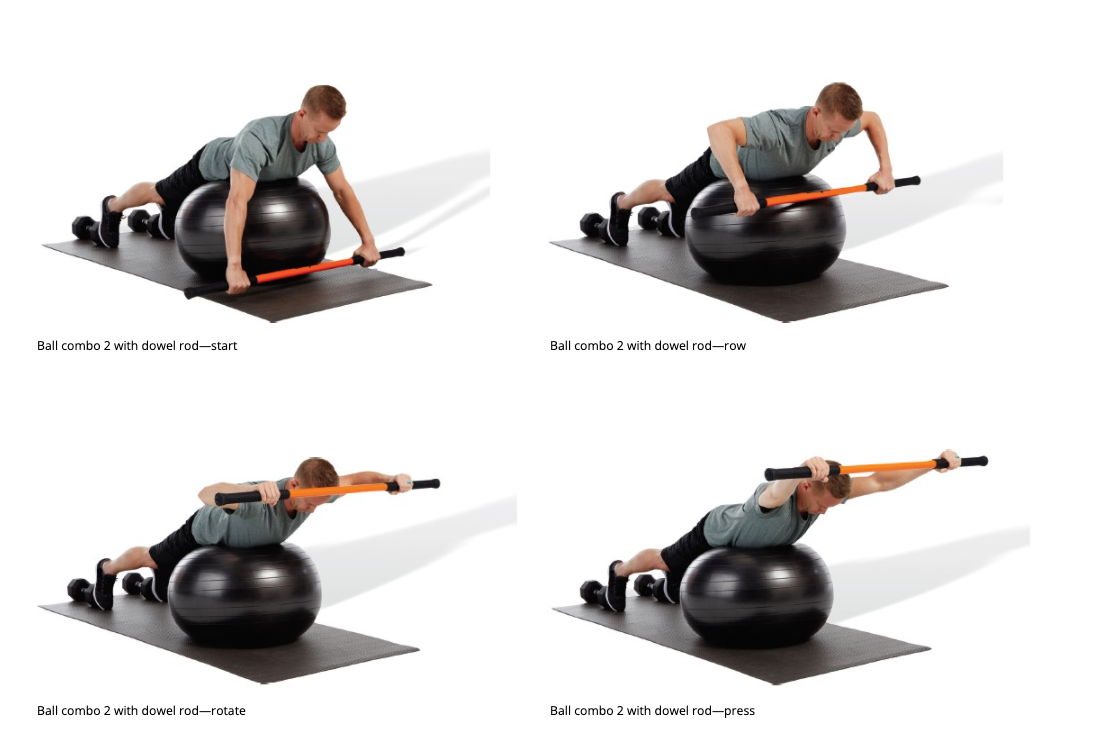 Ball combo 2 with dowel rod—start
Ball combo 2 with dowel rod—row
Ball combo 2 with dowel rod—rotate
Ball combo 2 with dowel rod—press